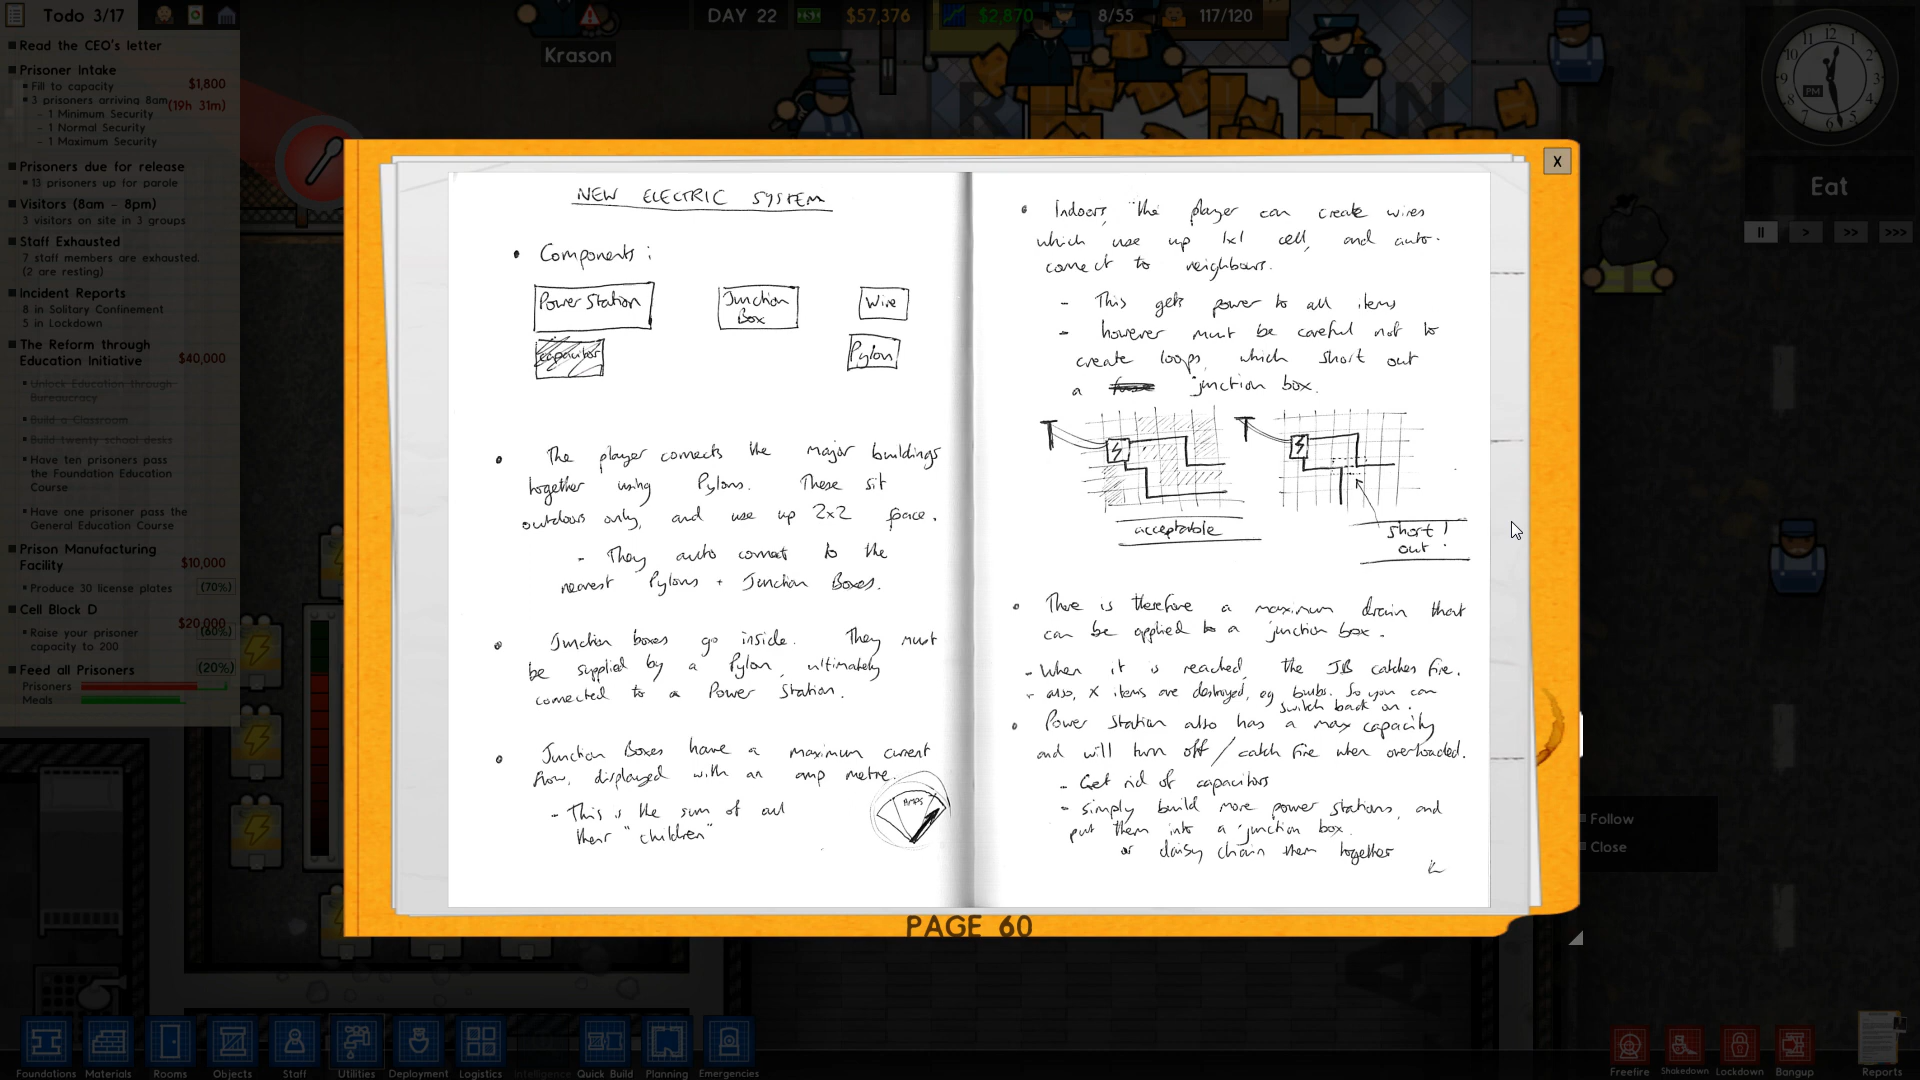 Todo 3/17
DAY 22
$57,376
$2,870
8/55
117/120
Krason
Read the CEO's letter
Prisoner Intake
$1,800
Fill to capacity
3 prisoners arriving 8am
(19h 31m)
- 1 Minimum Security
- 1 Normal Security
- 1 Maximum Security
Prisoners due for release
13 prisoners up for parole
Visitors (8am - 8pm)
3 visitors on site in 3 groups
Staff Exhausted
7 staff members are exhausted.
(2 are resting)
Incident Reports
8 in Solitary Confinement
5 in Lockdown
The Reform through
Education Initiative
$40,000
Unlock Education through
Bureaucracy
Build a Classroom
Build twenty school desks
Have ten prisoners pass
the Foundation Education
Course
Have one prisoner pass the
General Education Course
Prison Manufacturing
Facility
$10,000
Produce 30 license plates
(70%)
Cell Block D
$20,000
Raise your prisoner
capacity to 200
(60%)
Feed all Prisoners
(20%)
Prisoners
Meals
NEW ELECTRIC SYSTEM
• Components :
Power Station
Junction
Box
Wire
capacitor
Pylon
• The player connects the major buildings
together using Pylons. These sit
outdoors only, and use up 2x2 space.
- They auto connect to the
nearest Pylons + Junction Boxes.
• Junction boxes go inside. They must
be supplied by a Pylon, ultimately
connected to a Power Station.
• Junction Boxes have a maximum current
flow, displayed with an amp metre.
- This is the sum of all
their "children"
AMPS
• Indoors, the player can create wires
which use up 1x1 cell, and auto-
connect to neighbours.
- This gets power to all items
- however must be careful not to
create loops, which short out
a junction box.
acceptable
short!
out
• There is therefore a maximum drain that
can be applied to a junction box.
- When it is reached, the JB catches fire.
- also, X items are destroyed, eg bulbs. So you can
switch back on.
• Power Station also has a max capacity
and will turn off / catch fire when overloaded.
- Get rid of capacitors
- simply build more power stations, and
put them into a junction box.
or daisy chain them together
PAGE 60
X
12
1
2
3
4
5
6
7
8
9
10
11
PM
Eat
II
>
>>
>>>
Follow
Close
Foundations
Materials
Rooms
Objects
Staff
Utilities
Deployment
Logistics
Intelligence
Quick Build
Planning
Emergencies
Freefire
Shakedown
Lockdown
Bangup
Reports